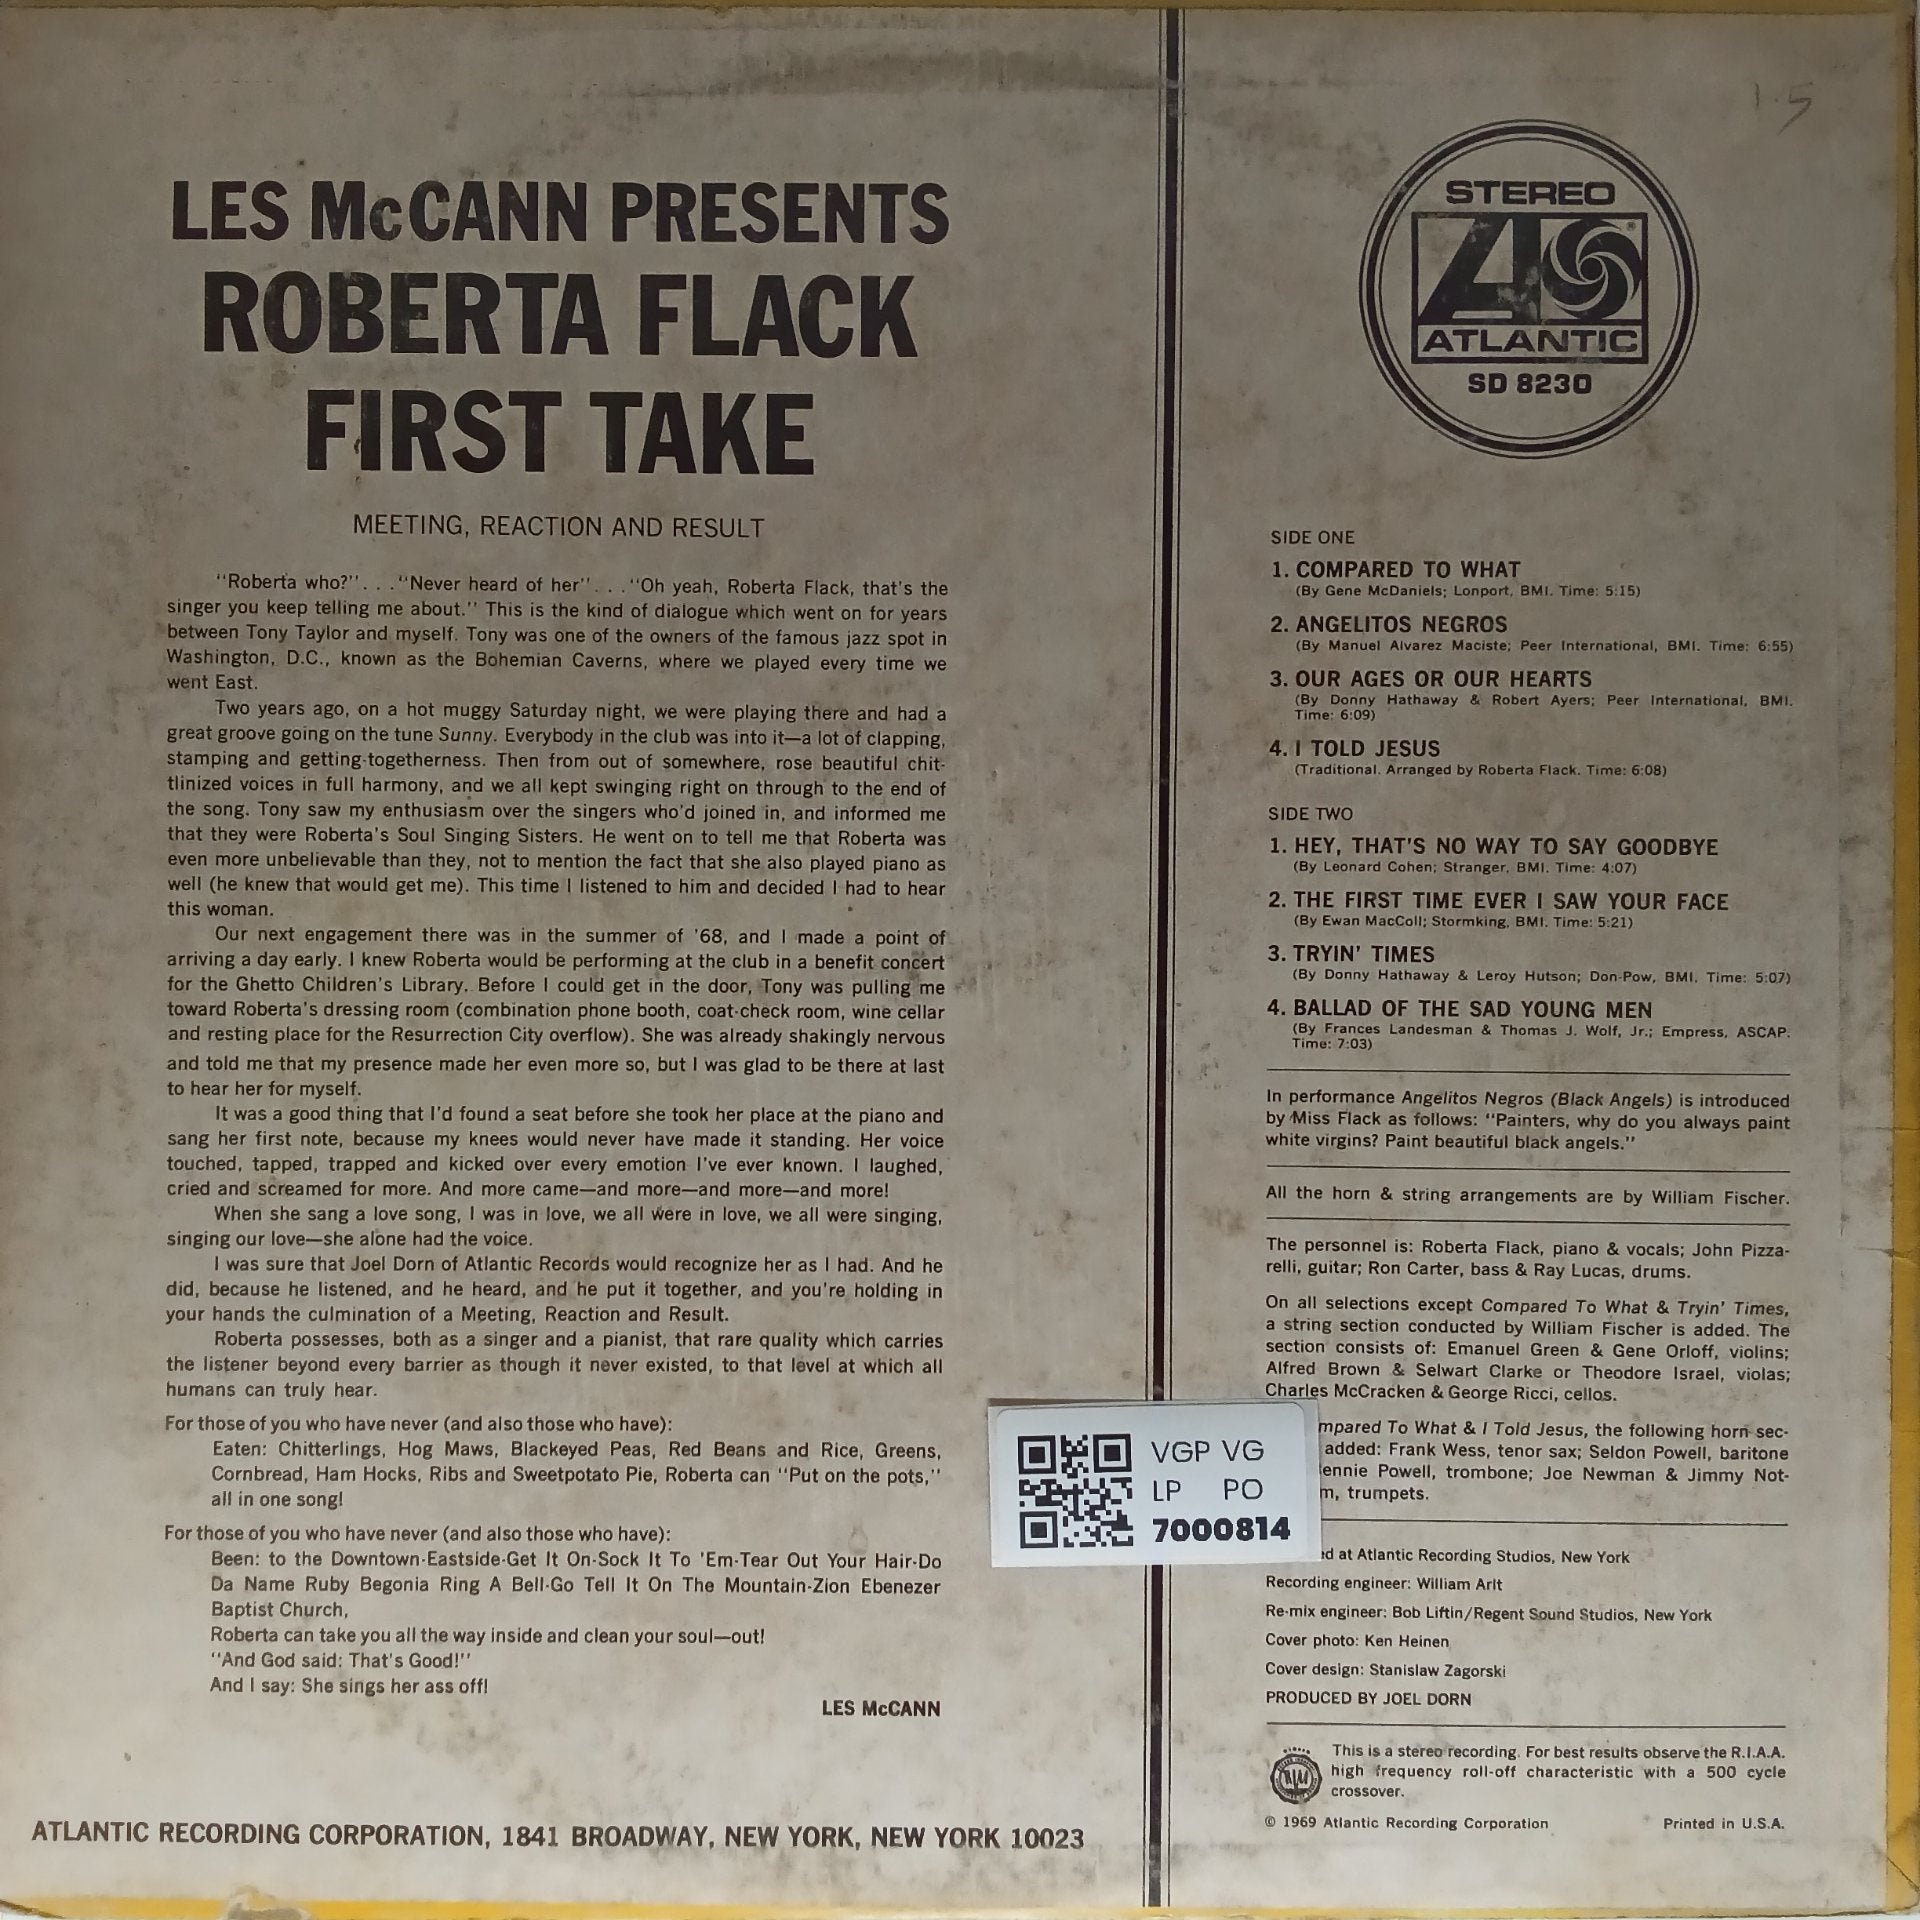 LES McCANN PRESENTS
ROBERTA FLACK
FIRST TAKE
MEETING, REACTION AND RESULT
"Roberta who?". . ."Never heard of her". . ."Oh yeah, Roberta Flack, that's the
singer you keep telling me about." This is the kind of dialogue which went on for years
between Tony Taylor and myself. Tony was one of the owners of the famous jazz spot in
Washington, D.C., known as the Bohemian Caverns, where we played every time we
went East.
Two years ago, on a hot muggy Saturday night, we were playing there and had a
great groove going on the tune Sunny. Everybody in the club was into it—a lot of clapping,
stamping and getting-togetherness. Then from out of somewhere, rose beautiful chit-
tlinized voices in full harmony, and we all kept swinging right on through to the end of
the song. Tony saw my enthusiasm over the singers who'd joined in, and informed me
that they were Roberta's Soul Singing Sisters. He went on to tell me that Roberta was
even more unbelievable than they, not to mention the fact that she also played piano as
well (he knew that would get me). This time I listened to him and decided I had to hear
this woman.
Our next engagement there was in the summer of '68, and I made a point of
arriving a day early. I knew Roberta would be performing at the club in a benefit concert
for the Ghetto Children's Library. Before I could get in the door, Tony was pulling me
toward Roberta's dressing room (combination phone booth, coat-check room, wine cellar
and resting place for the Resurrection City overflow). She was already shakingly nervous
and told me that my presence made her even more so, but I was glad to be there at last
to hear her for myself.
It was a good thing that I'd found a seat before she took her place at the piano and
sang her first note, because my knees would never have made it standing. Her voice
touched, tapped, trapped and kicked over every emotion I've ever known. I laughed,
cried and screamed for more. And more came—and more—and more—and more!
When she sang a love song, I was in love, we all were in love, we all were singing,
singing our love—she alone had the voice.
I was sure that Joel Dorn of Atlantic Records would recognize her as I had. And he
did, because he listened, and he heard, and he put it together, and you're holding in
your hands the culmination of a Meeting, Reaction and Result.
Roberta possesses, both as a singer and a pianist, that rare quality which carries
the listener beyond every barrier as though it never existed, to that level at which all
humans can truly hear.
For those of you who have never (and also those who have):
Eaten: Chitterlings, Hog Maws, Blackeyed Peas, Red Beans and Rice, Greens,
Cornbread, Ham Hocks, Ribs and Sweetpotato Pie, Roberta can "Put on the pots,"
all in one song!
For those of you who have never (and also those who have):
Been: to the Downtown-Eastside-Get It On-Sock It To 'Em-Tear Out Your Hair-Do
Da Name Ruby Begonia Ring A Bell-Go Tell It On The Mountain-Zion Ebenezer
Baptist Church,
Roberta can take you all the way inside and clean your soul—out!
"And God said: That's Good!"
And I say: She sings her ass off!
LES McCANN
ATLANTIC RECORDING CORPORATION, 1841 BROADWAY, NEW YORK, NEW YORK 10023
1.5
STEREO
ATLANTIC
SD 8230
SIDE ONE
1. COMPARED TO WHAT
(By Gene McDaniels; Lonport, BMI. Time: 5:15)
2. ANGELITOS NEGROS
(By Manuel Alvarez Maciste; Peer International, BMI. Time: 6:55)
3. OUR AGES OR OUR HEARTS
(By Donny Hathaway & Robert Ayers; Peer International, BMI.
Time: 6:09)
4. I TOLD JESUS
(Traditional. Arranged by Roberta Flack. Time: 6:08)
SIDE TWO
1. HEY, THAT'S NO WAY TO SAY GOODBYE
(By Leonard Cohen; Stranger, BMI. Time: 4:07)
2. THE FIRST TIME EVER I SAW YOUR FACE
(By Ewan MacColl; Stormking, BMI. Time: 5:21)
3. TRYIN' TIMES
(By Donny Hathaway & Leroy Hutson; Don-Pow, BMI. Time: 5:07)
4. BALLAD OF THE SAD YOUNG MEN
(By Frances Landesman & Thomas J. Wolf, Jr.; Empress, ASCAP.
Time: 7:03)
In performance Angelitos Negros (Black Angels) is introduced
by Miss Flack as follows: "Painters, why do you always paint
white virgins? Paint beautiful black angels."
All the horn & string arrangements are by William Fischer.
The personnel is: Roberta Flack, piano & vocals; John Pizza-
relli, guitar; Ron Carter, bass & Ray Lucas, drums.
On all selections except Compared To What & Tryin' Times,
a string section conducted by William Fischer is added. The
section consists of: Emanuel Green & Gene Orloff, violins;
Alfred Brown & Selwart Clarke or Theodore Israel, violas;
Charles McCracken & George Ricci, cellos.
mpared To What & I Told Jesus, the following horn sec-
added: Frank Wess, tenor sax; Seldon Powell, baritone
ennie Powell, trombone; Joe Newman & Jimmy Not-
m, trumpets.
VGP VG
LP PO
7000814
ed at Atlantic Recording Studios, New York
Recording engineer: William Arlt
Re-mix engineer: Bob Liftin/Regent Sound Studios, New York
Cover photo: Ken Heinen
Cover design: Stanislaw Zagorski
PRODUCED BY JOEL DORN
This is a stereo recording. For best results observe the R.I.A.A.
high frequency roll-off characteristic with a 500 cycle
crossover.
© 1969 Atlantic Recording Corporation Printed in U.S.A.